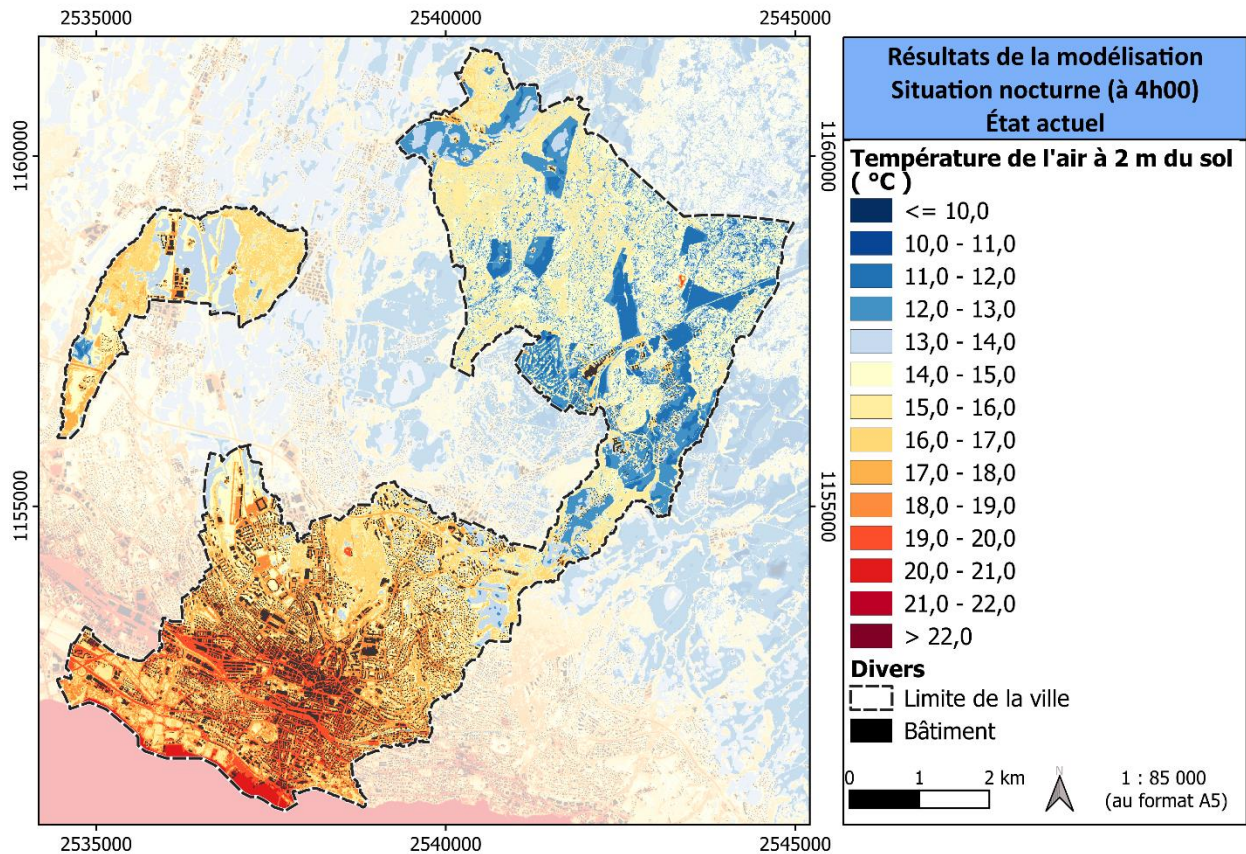 2535000
2540000
2545000
1160000
1155000
1160000
1155000
2535000
2540000
2545000
Résultats de la modélisation
Situation nocturne (à 4h00)
État actuel
Température de l'air à 2 m du sol
( °C )
<= 10,0
10,0 - 11,0
11,0 - 12,0
12,0 - 13,0
13,0 - 14,0
14,0 - 15,0
15,0 - 16,0
16,0 - 17,0
17,0 - 18,0
18,0 - 19,0
19,0 - 20,0
20,0 - 21,0
21,0 - 22,0
> 22,0
Divers
Limite de la ville
Bâtiment
0 1 2 km
N
1 : 85 000
(au format A5)